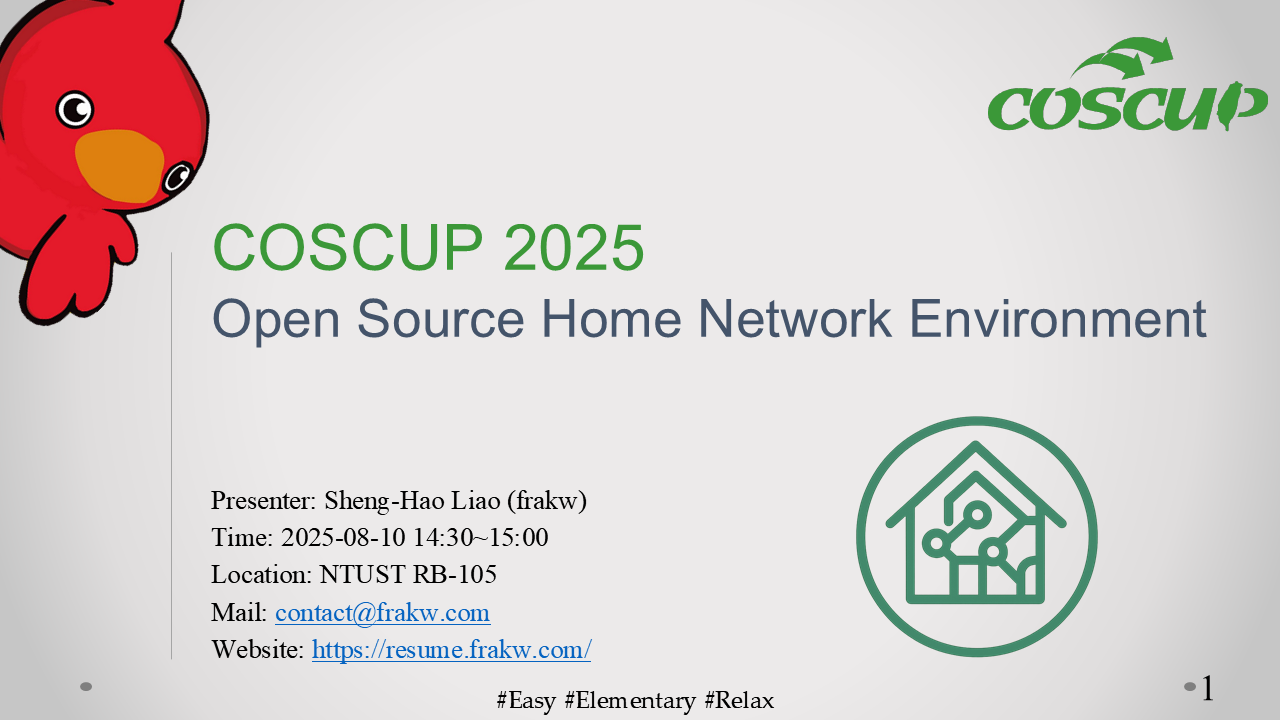 coscup
COSCUP 2025
Open Source Home Network Environment
Presenter: Sheng-Hao Liao (frakw)
Time: 2025-08-10 14:30~15:00
Location: NTUST RB-105
Mail: contact@frakw.com
Website: https://resume.frakw.com/
#Easy #Elementary #Relax
1